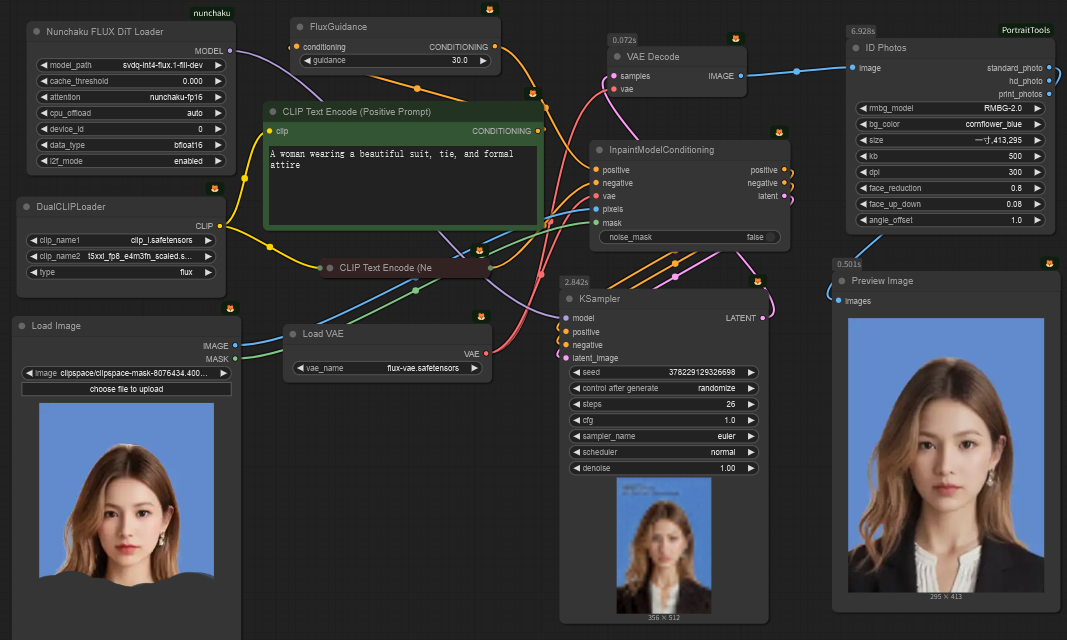 nunchaku
Nunchaku FLUX DiT Loader
MODEL
model_path svdq-int4-flux.1-fill-dev
cache_threshold 0.000
attention nunchaku-fp16
cpu_offload auto
device_id 0
data_type bfloat16
i2f_mode enabled
FluxGuidance
conditioning CONDITIONING
guidance 30.0
CLIP Text Encode (Positive Prompt)
clip CONDITIONING
A woman wearing a beautiful suit, tie, and formal
attire
DualCLIPLoader
CLIP
clip_name1 clip_l.safetensors
clip_name2 t5xxl_fp8_e4m3fn_scaled.s...
type flux
CLIP Text Encode (Ne
Load Image
IMAGE
MASK
image clipspace/clipspace-mask-8076434.400...
choose file to upload
Load VAE
VAE
vae_name flux-vae.safetensors
0.072s
VAE Decode
samples IMAGE
vae
InpaintModelConditioning
positive positive
negative negative
vae latent
pixels
mask
noise_mask false
2.842s
KSampler
model LATENT
positive
negative
latent_image
seed 378229129326698
control after generate randomize
steps 26
cfg 1.0
sampler_name euler
scheduler normal
denoise 1.00
356 × 512
6.928s
PortraitTools
ID Photos
image standard_photo
hd_photo
print_photos
rmbg_model RMBG-2.0
bg_color cornflower_blue
size 一寸,413,295
kb 500
dpi 300
face_reduction 0.8
face_up_down 0.08
angle_offset 1.0
0.501s
Preview Image
images
295 × 413